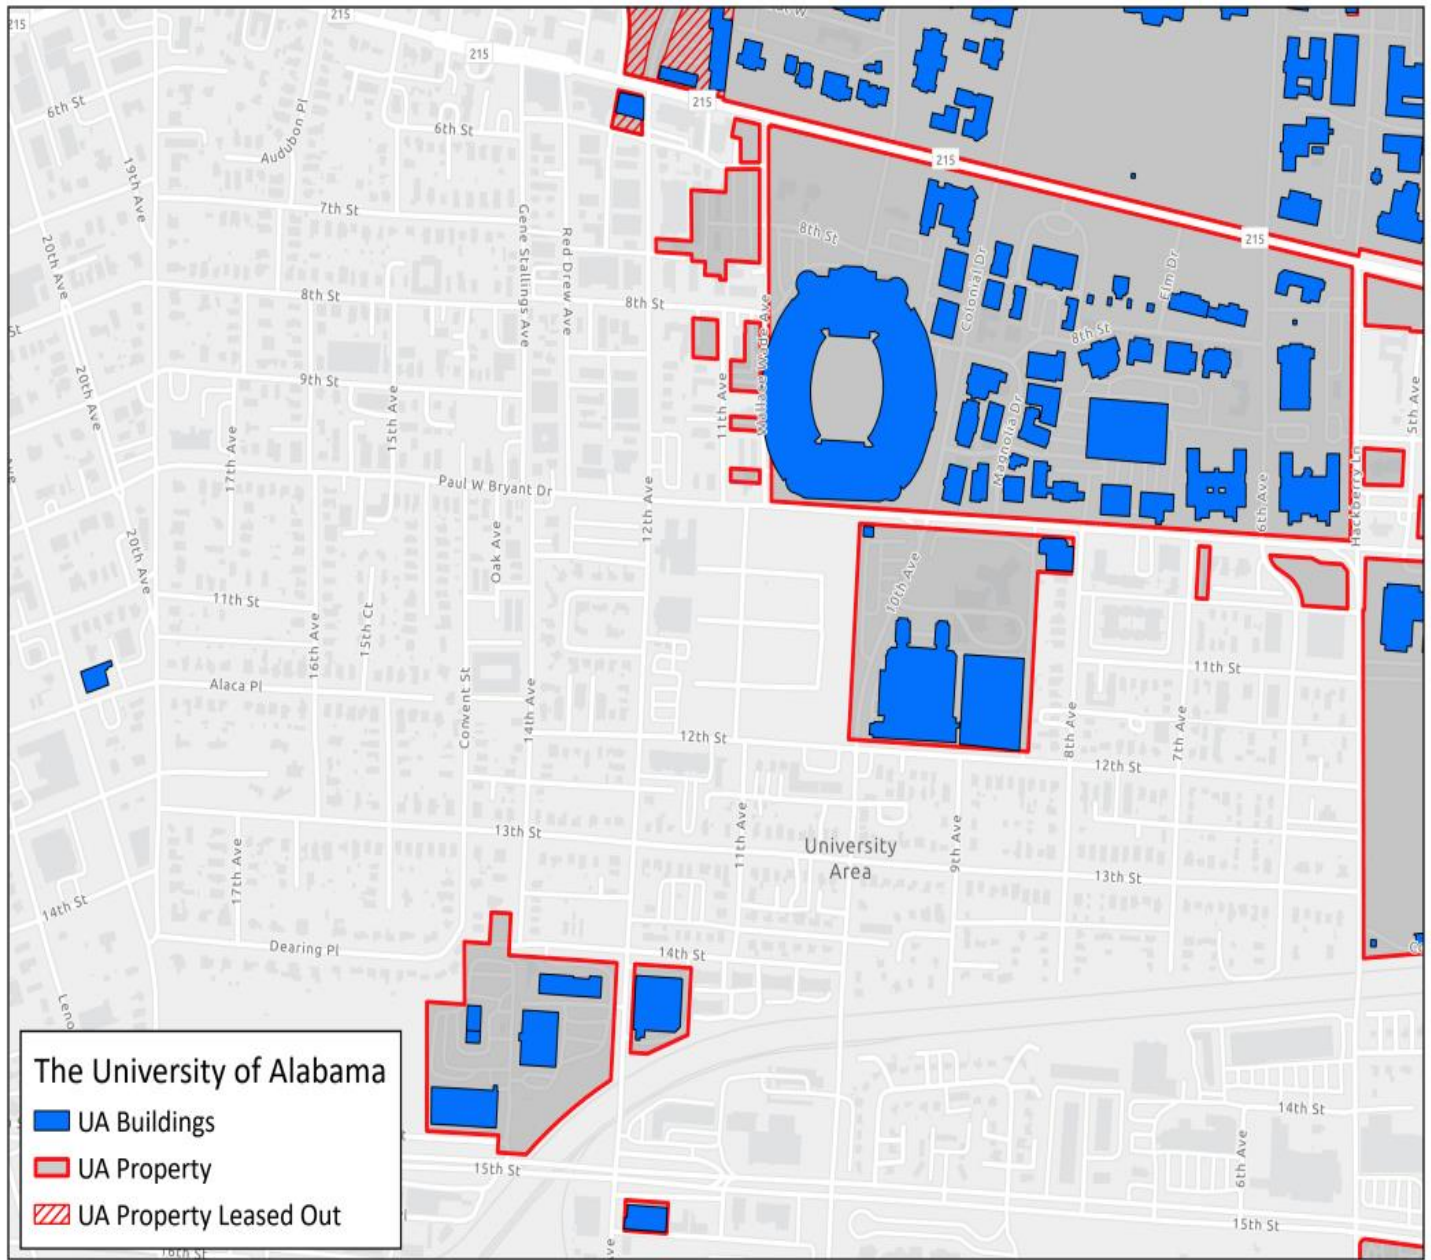 215
215
215
215
215
215
6th St
6th St
Audubon Pl
19th Ave
7th St
20th Ave
Gene Stallings Ave
Red Drew Ave
8th St
8th St
8th St
8th St
Colonial Dr
Elm Dr
Wallace Wade Ave
9th St
20th Ave
15th Ave
11th Ave
5th Ave
17th Ave
Magnolia Dr
Paul W Bryant Dr
12th Ave
6th Ave
Hackberry Ln
Oak Ave
20th Ave
10th Ave
11th St
15th Ct
16th Ave
11th St
Alaca Pl
Convent St
14th Ave
12th St
8th Ave
7th Ave
12th St
13th St
11th Ave
University
Area
9th Ave
13th St
17th Ave
14th St
Dearing Pl
14th St
Leno
The University of Alabama
UA Buildings
UA Property
UA Property Leased Out
14th St
15th St
6th Ave
15th St
16th St